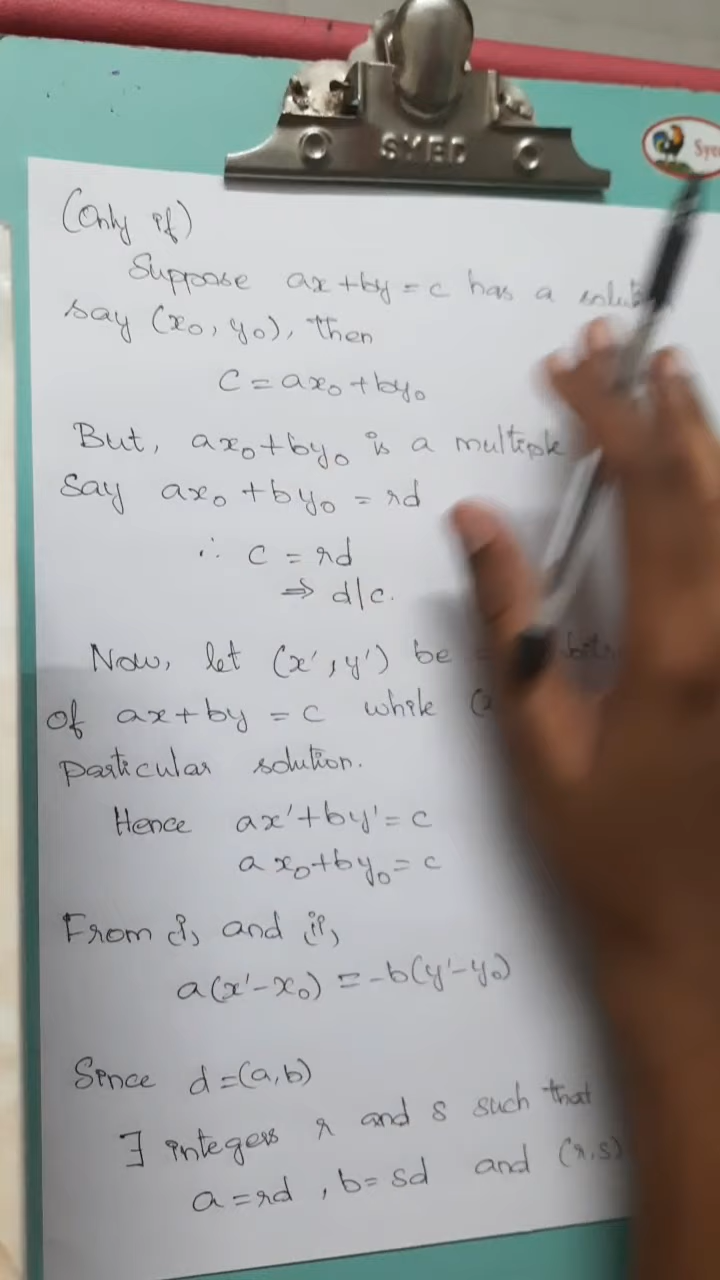 SYED
Sye
(Only if)
Suppose ax+by=c has a
say (x₀, y₀), then
c = ax₀+by₀
But, ax₀+by₀ is a multiple
say ax₀+by₀ = rd
∴ c = rd
⇒ d|c.
Now, let (x', y') be
of ax+by = c while (
particular solution.
Hence ax'+by'=c
ax₀+by₀=c
From i, and ii,
a(x'-x₀) = -b(y'-y₀)
Since d=(a,b)
∃ integers r and s such that
a=rd, b=sd and (r,s)